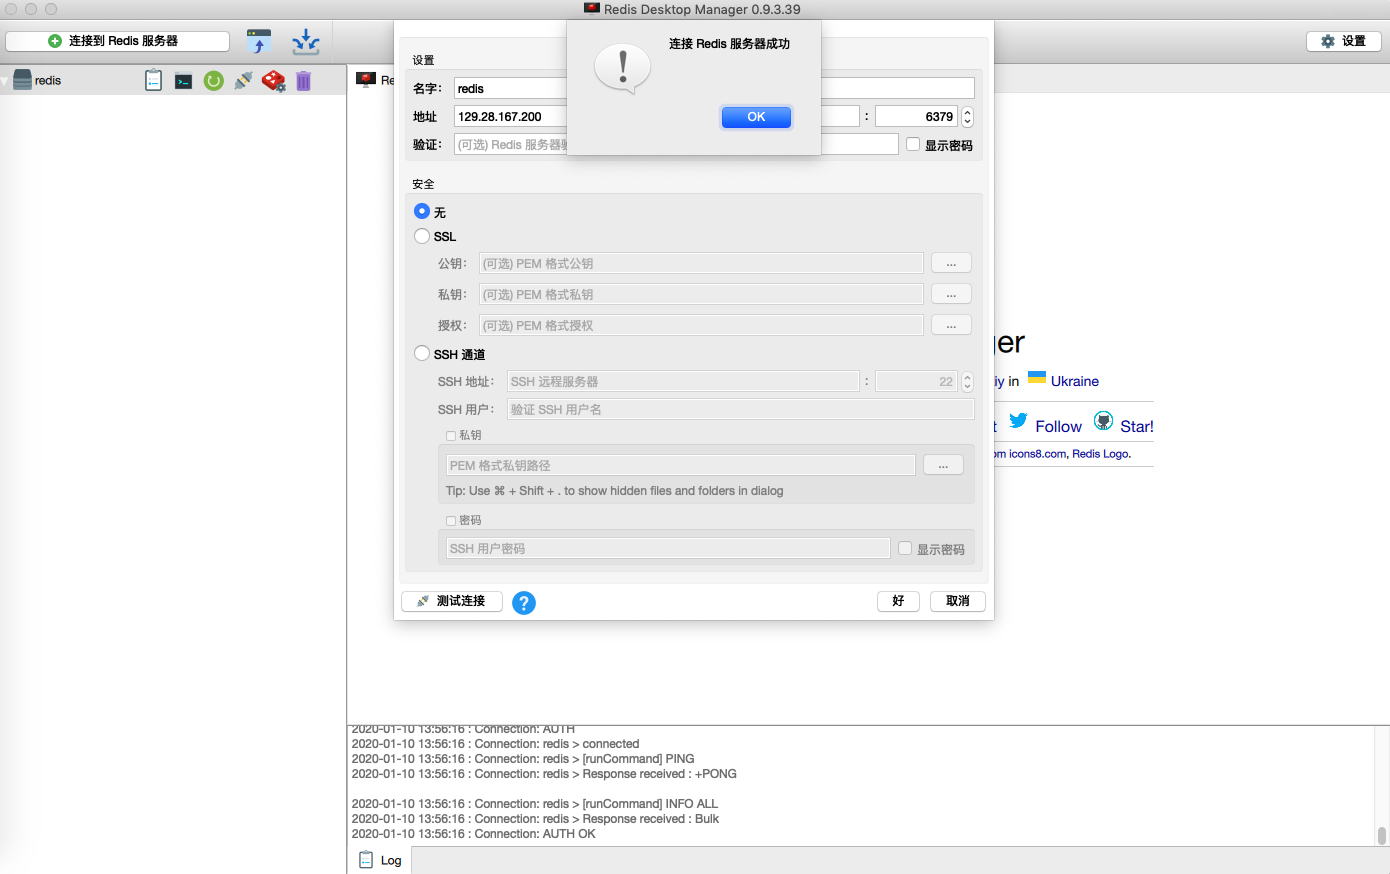 Redis Desktop Manager 0.9.3.39
连接到 Redis 服务器
设置
redis
Re
连接 Redis 服务器成功
OK
设置
名字: redis
地址 129.28.167.200 : 6379
验证: (可选) Redis 服务器 显示密码
安全
无
SSL
公钥: (可选) PEM 格式公钥 ...
私钥: (可选) PEM 格式私钥 ...
授权: (可选) PEM 格式授权 ...
SSH 通道
SSH 地址: SSH 远程服务器 : 22
SSH 用户: 验证 SSH 用户名
私钥
PEM 格式私钥路径 ...
Tip: Use ⌘ + Shift + . to show hidden files and folders in dialog
密码
SSH 用户密码 显示密码
测试连接 ? 好 取消
ger
iy in Ukraine
t Follow Star!
om icons8.com, Redis Logo.
2020-01-10 13:56:16 : Connection: AUTH
2020-01-10 13:56:16 : Connection: redis > connected
2020-01-10 13:56:16 : Connection: redis > [runCommand] PING
2020-01-10 13:56:16 : Connection: redis > Response received : +PONG
2020-01-10 13:56:16 : Connection: redis > [runCommand] INFO ALL
2020-01-10 13:56:16 : Connection: redis > Response received : Bulk
2020-01-10 13:56:16 : Connection: AUTH OK
Log